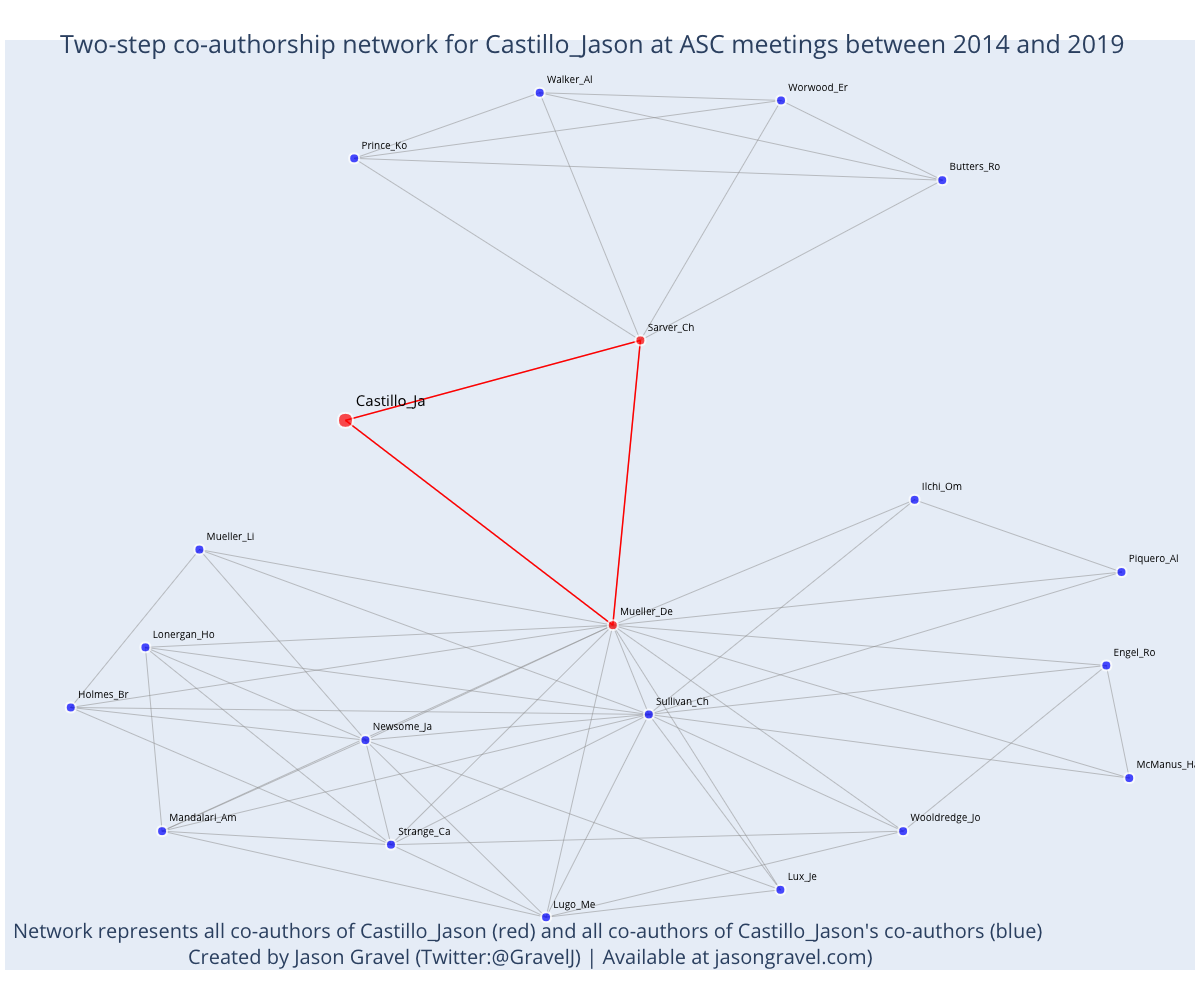 Two-step co-authorship network for Castillo_Jason at ASC meetings between 2014 and 2019
Walker_Al
Worwood_Er
Prince_Ko
Butters_Ro
Sarver_Ch
Castillo_Ja
Ilchi_Om
Mueller_Li
Piquero_Al
Mueller_De
Lonergan_Ho
Engel_Ro
Holmes_Br
Sullivan_Ch
Newsome_Ja
McManus_Ha
Mandalari_Am
Strange_Ca
Wooldredge_Jo
Lux_Je
Lugo_Me
Network represents all co-authors of Castillo_Jason (red) and all co-authors of Castillo_Jason's co-authors (blue)
Created by Jason Gravel (Twitter:@GravelJ) | Available at jasongravel.com)